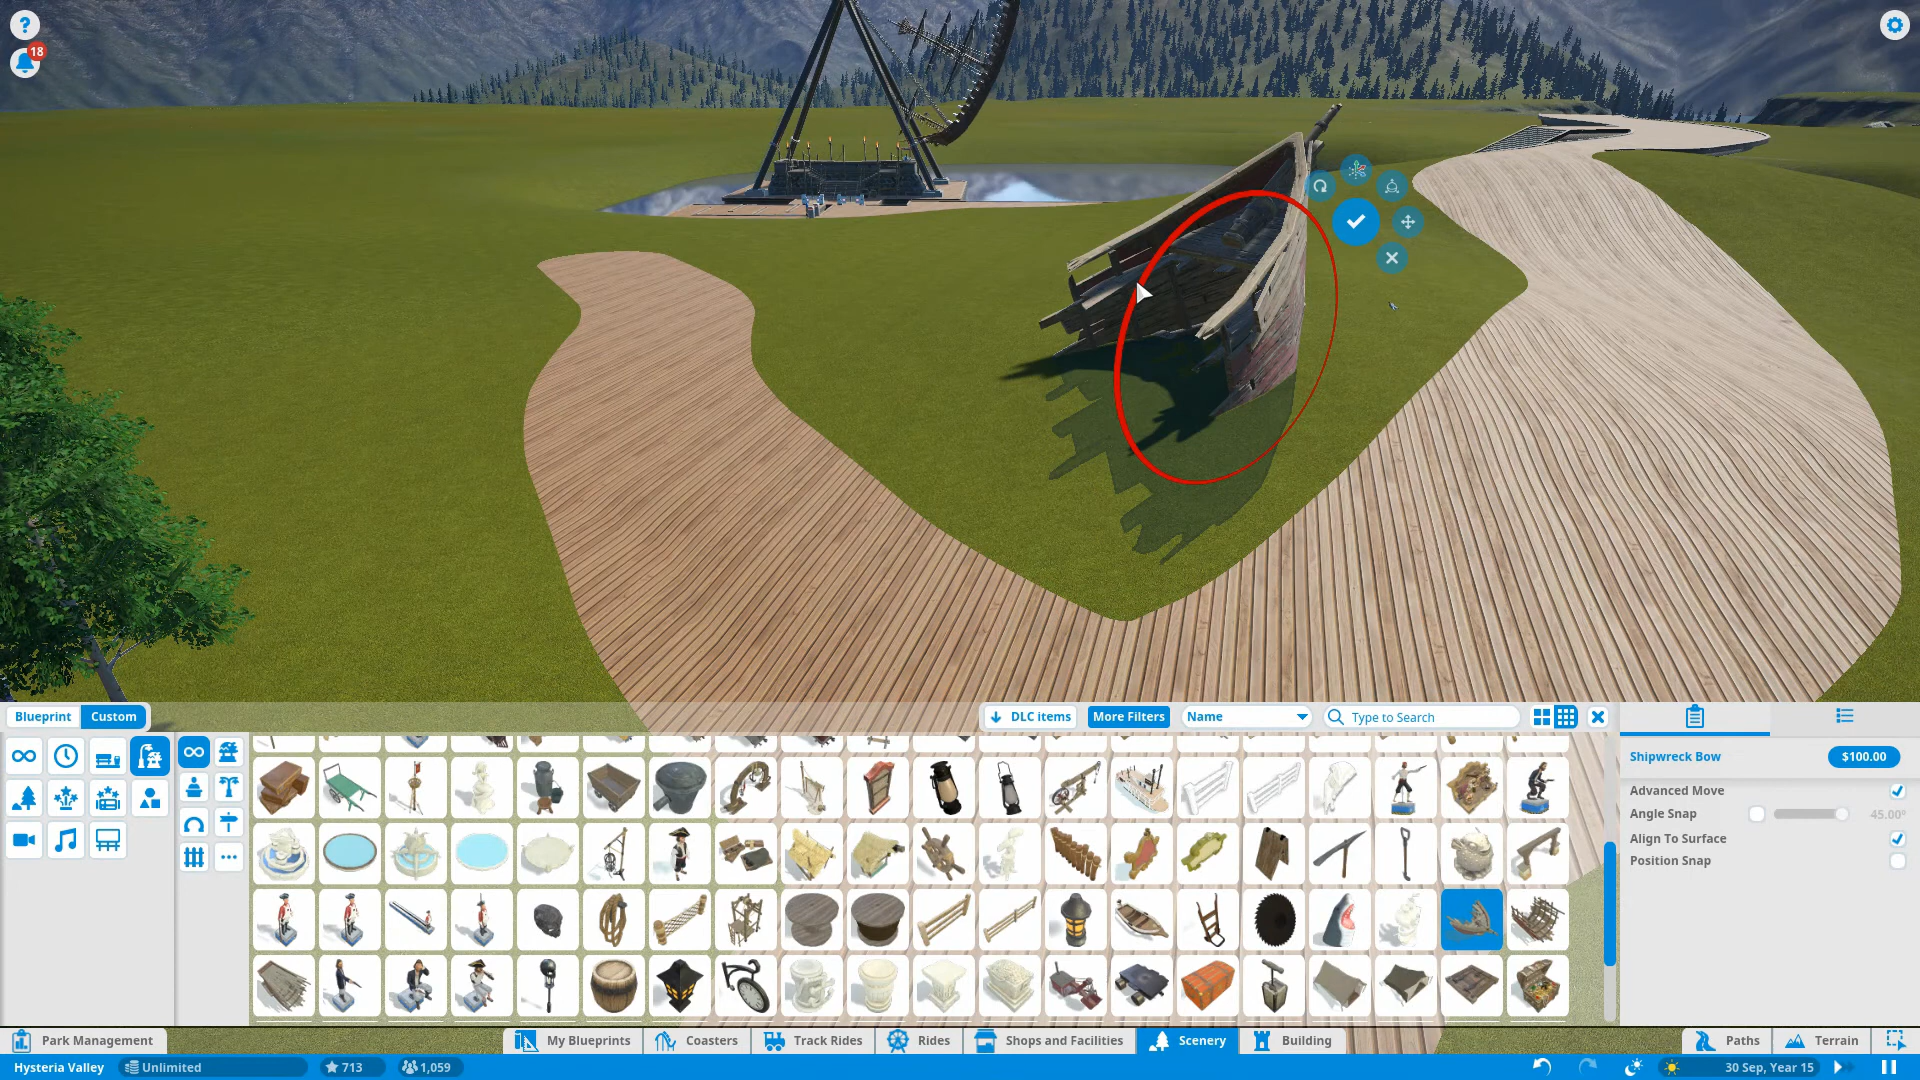 ?
18
Blueprint
Custom
DLC items
More Filters
Name
Type to Search
Shipwreck Bow
$100.00
Advanced Move
Angle Snap
45.00°
Align To Surface
Position Snap
Park Management
My Blueprints
Coasters
Track Rides
Rides
Shops and Facilities
Scenery
Building
Paths
Terrain
Hysteria Valley
Unlimited
713
1,059
30 Sep, Year 15